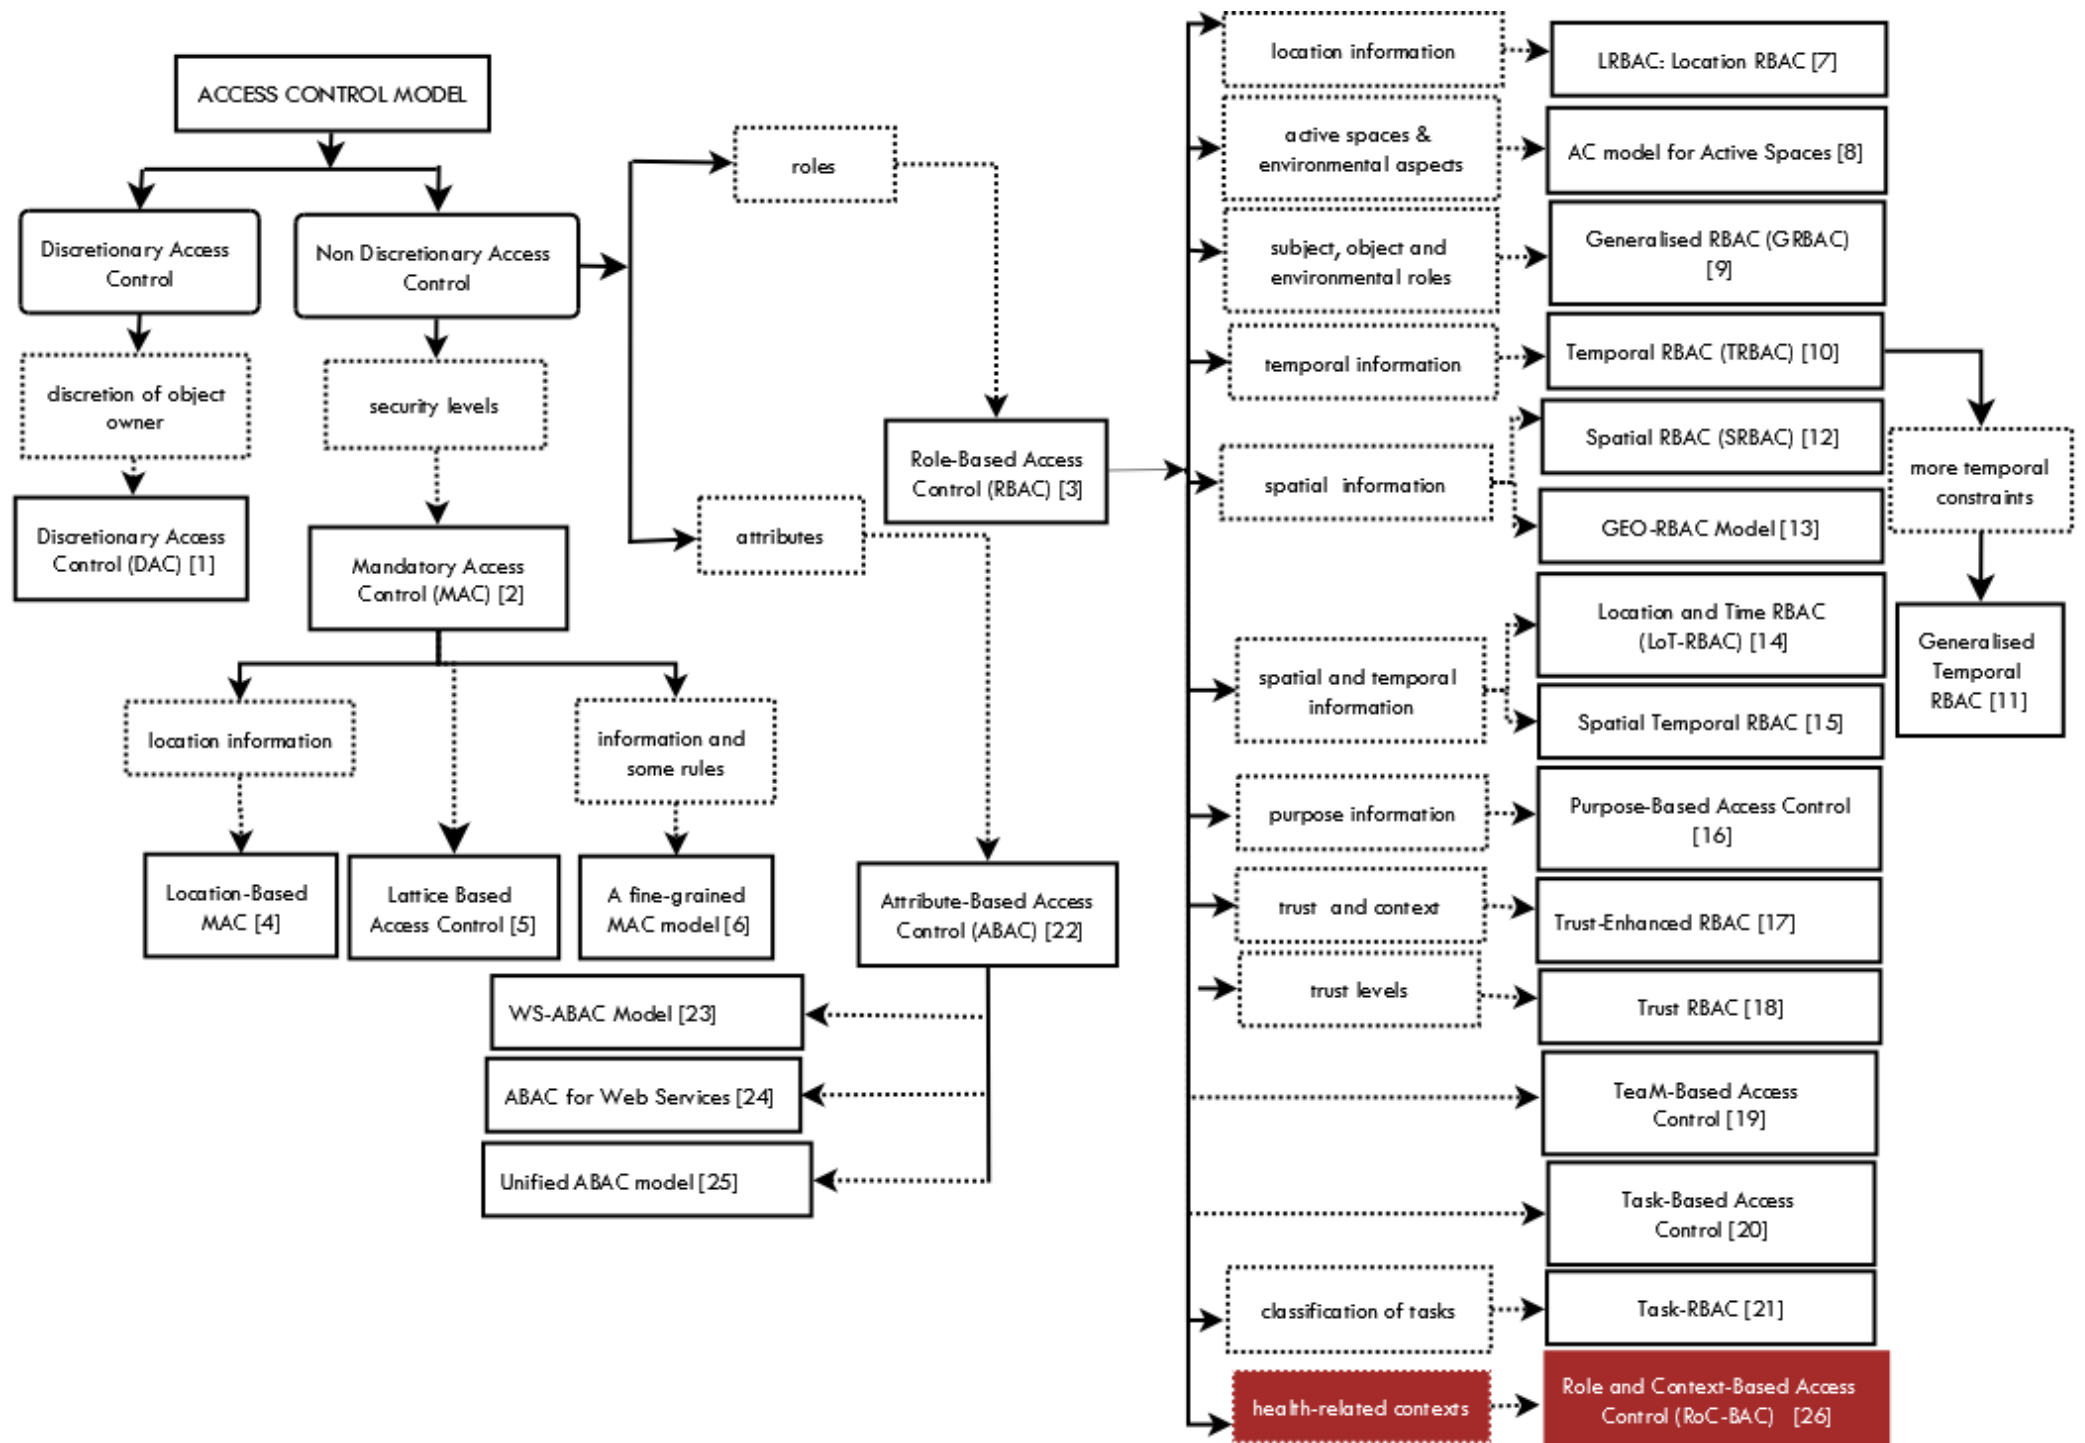 ACCESS CONTROL MODEL
Discretionary Access
Control
Non Discretionary Access
Control
discretion of object
owner
security levels
Discretionary Access
Control (DAC) [1]
Mandatory Access
Control (MAC) [2]
location information
information and
some rules
Location-Based
MAC [4]
Lattice Based
Access Control [5]
A fine-grained
MAC model [6]
roles
attributes
Role-Based Access
Control (RBAC) [3]
Attribute-Based Access
Control (ABAC) [22]
WS-ABAC Model [23]
ABAC for Web Services [24]
Unified ABAC model [25]
location information
LRBAC: Location RBAC [7]
active spaces &
environmental aspects
AC model for Active Spaces [8]
subject, object and
environmental roles
Generalised RBAC (GRBAC)
[9]
temporal information
Temporal RBAC (TRBAC) [10]
spatial information
Spatial RBAC (SRBAC) [12]
GEO-RBAC Model [13]
more temporal
constraints
Generalised
Temporal
RBAC [11]
spatial and temporal
information
Location and Time RBAC
(LoT-RBAC) [14]
Spatial Temporal RBAC [15]
purpose information
Purpose-Based Access Control
[16]
trust and context
Trust-Enhanced RBAC [17]
trust levels
Trust RBAC [18]
TeaM-Based Access
Control [19]
Task-Based Access
Control [20]
classification of tasks
Task-RBAC [21]
health-related contexts
Role and Context-Based Access
Control (RoC-BAC) [26]